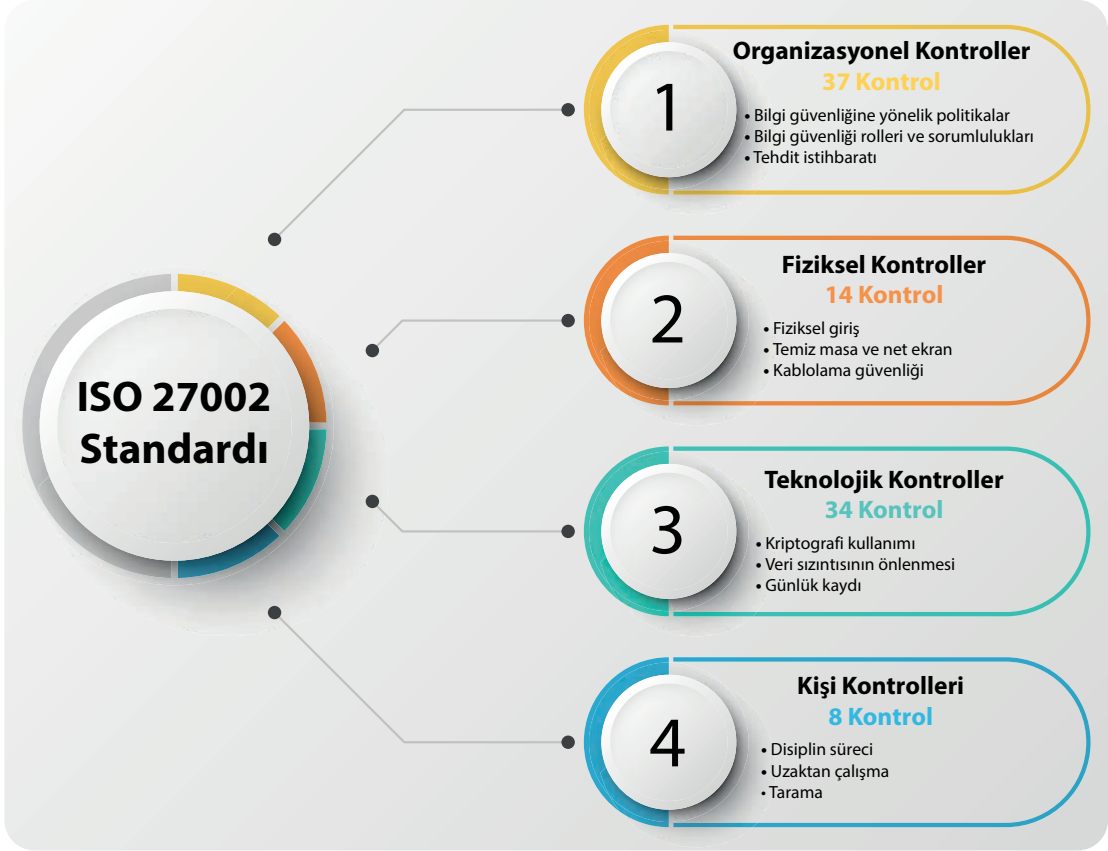 ISO 27002
Standardı
1
Organizasyonel Kontroller
37 Kontrol
• Bilgi güvenliğine yönelik politikalar
• Bilgi güvenliği rolleri ve sorumlulukları
• Tehdit istihbaratı
2
Fiziksel Kontroller
14 Kontrol
• Fiziksel giriş
• Temiz masa ve net ekran
• Kablolama güvenliği
3
Teknolojik Kontroller
34 Kontrol
• Kriptografi kullanımı
• Veri sızıntısının önlenmesi
• Günlük kaydı
4
Kişi Kontrolleri
8 Kontrol
• Disiplin süreci
• Uzaktan çalışma
• Tarama